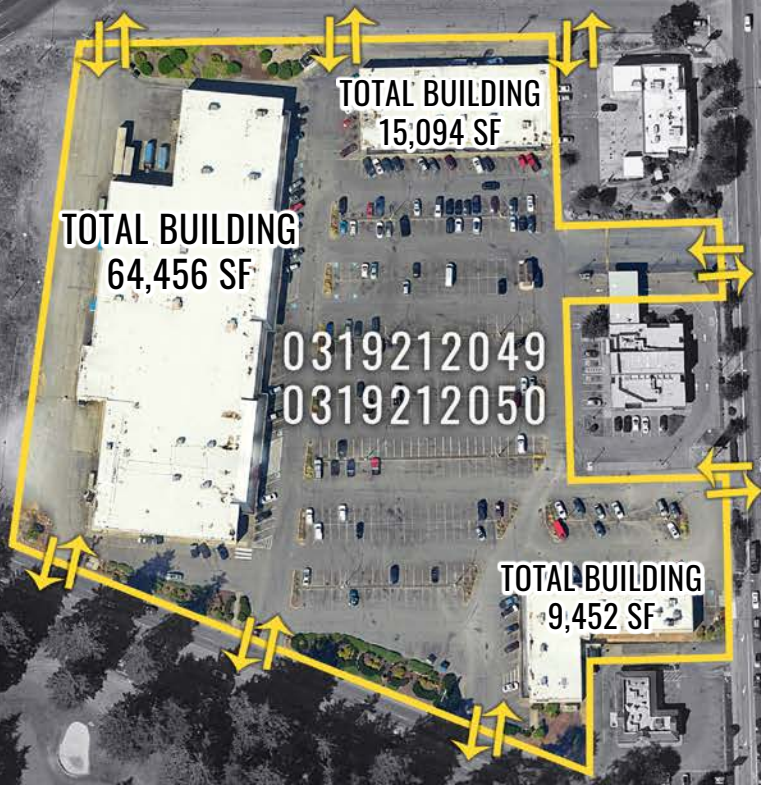 TOTAL BUILDING
15,094 SF
TOTAL BUILDING
64,456 SF
0319212049
0319212050
TOTAL BUILDING
9,452 SF